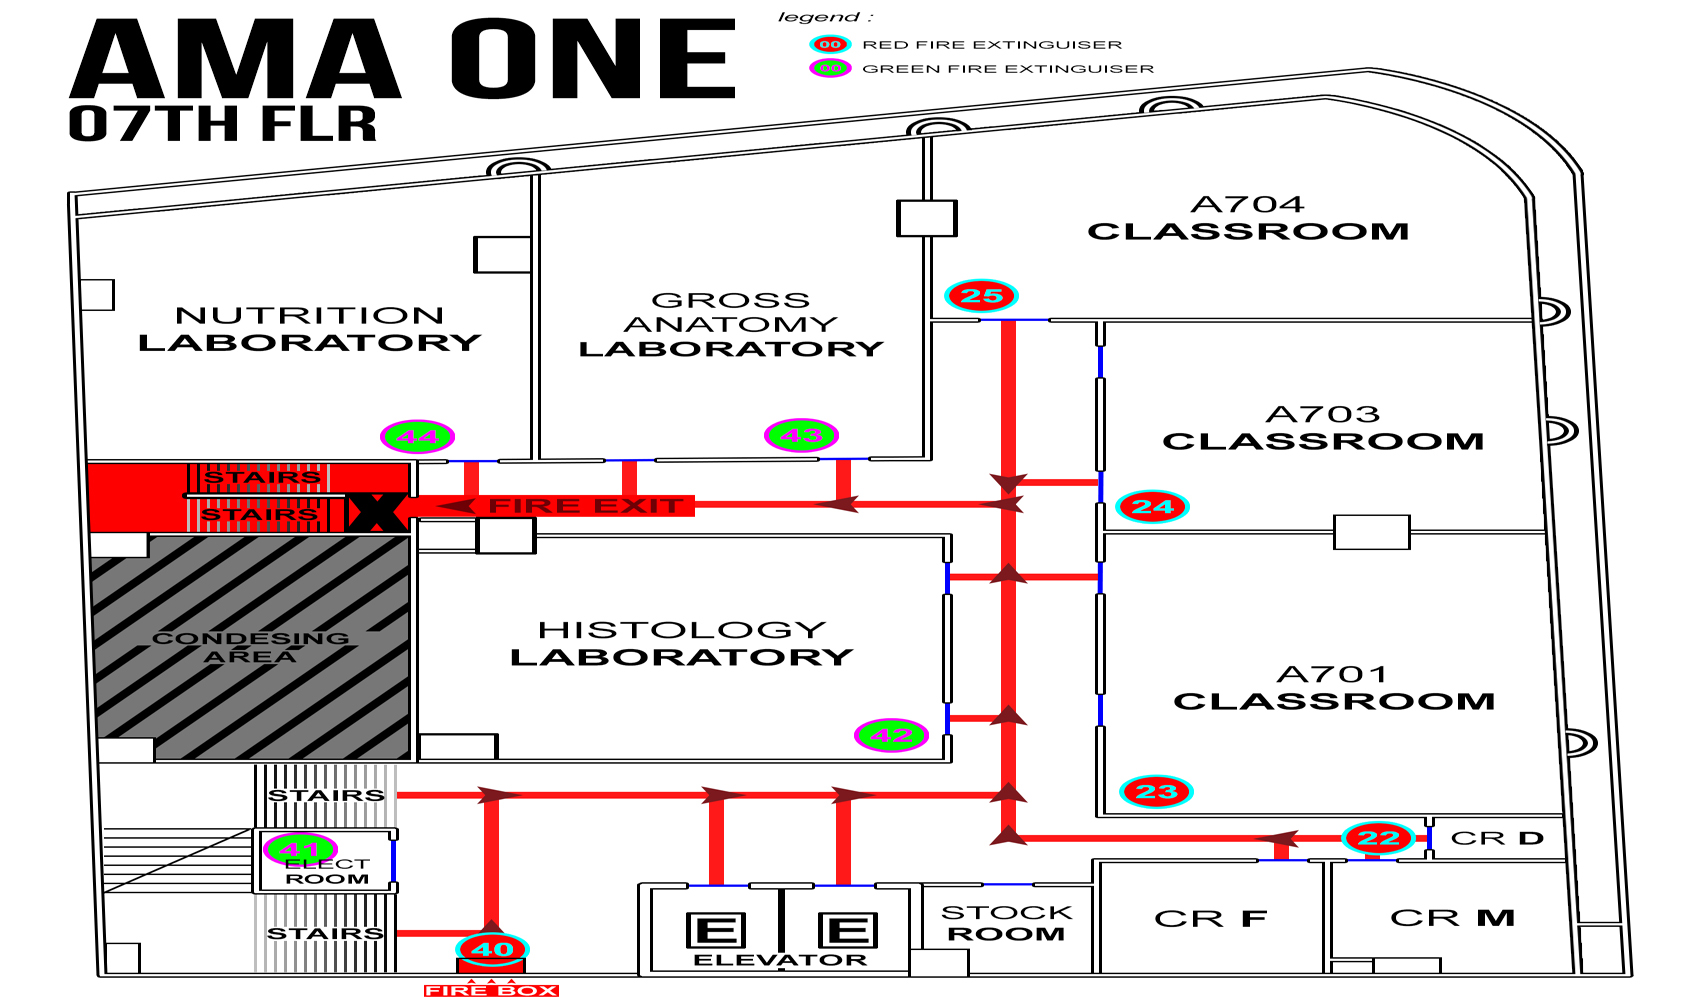 AMA ONE
07TH FLR
legend :
00 RED FIRE EXTINGUISER
00 GREEN FIRE EXTINGUISER
A704
CLASSROOM
NUTRITION
LABORATORY
GROSS
ANATOMY
LABORATORY
25
A703
CLASSROOM
44
43
STAIRS
STAIRS
X
FIRE EXIT
24
CONDESING
AREA
HISTOLOGY
LABORATORY
A701
CLASSROOM
42
23
STAIRS
41
ELECT
ROOM
22
CR D
STAIRS
40
FIRE BOX
E
E
ELEVATOR
STOCK
ROOM
CR F
CR M